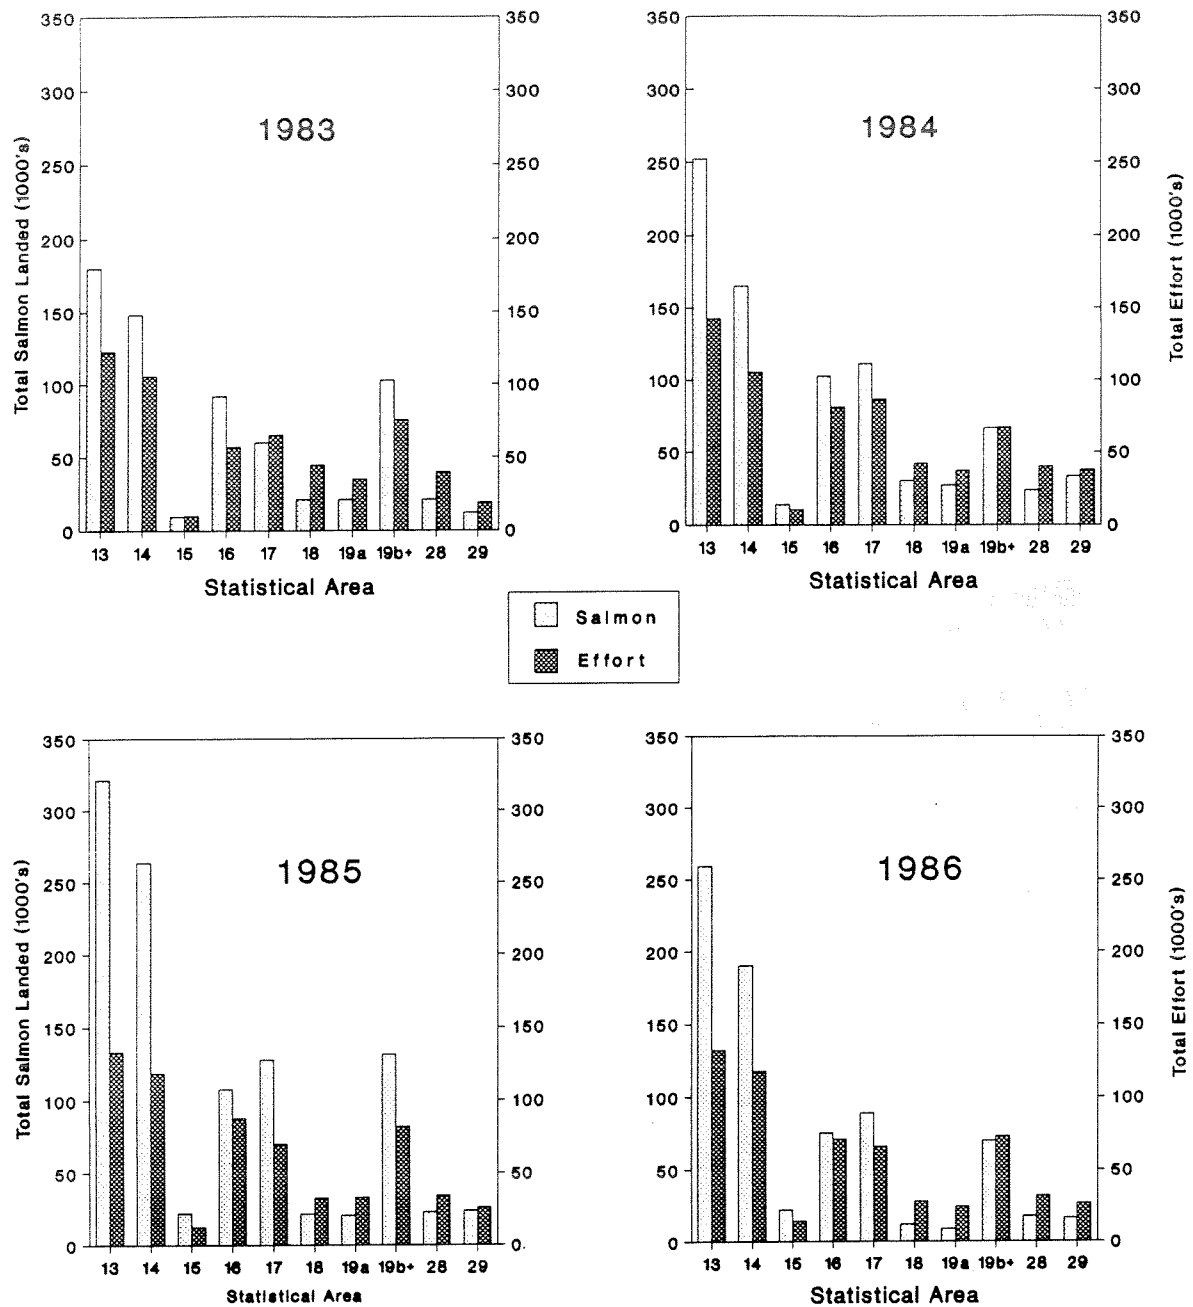 350 350 350 350
300 300 300 300
1983 1984
250 250 250 250
200 200 200 200
150 150 150 150
100 100 100 100
50 50 50 50
0 0 0 0
Total Salmon Landed (1000's)
Total Effort (1000's)
13 14 15 16 17 18 19a 19b+ 28 29
13 14 15 16 17 18 19a 19b+ 28 29
Statistical Area
Statistical Area
Salmon
Effort
350 350 350 350
300 300 300 300
1985 1986
250 250 250 250
200 200 200 200
150 150 150 150
100 100 100 100
50 50 50 50
0 0 0 0
Total Salmon Landed (1000's)
Total Effort (1000's)
13 14 15 16 17 18 19a 19b+ 28 29
13 14 15 16 17 18 19a 19b+ 28 29
Statistical Area
Statistical Area